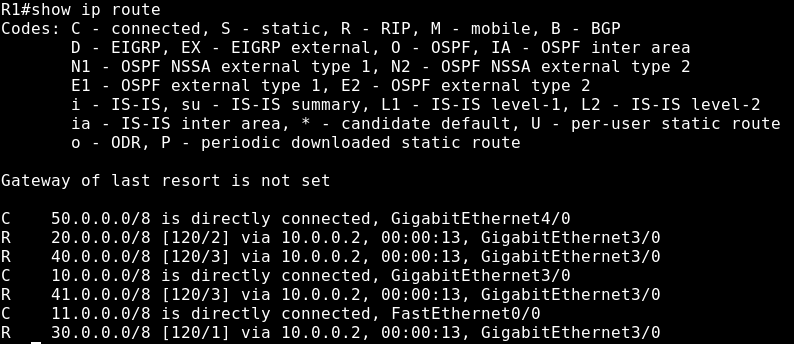 R1#show ip route
Codes: C - connected, S - static, R - RIP, M - mobile, B - BGP
       D - EIGRP, EX - EIGRP external, O - OSPF, IA - OSPF inter area
       N1 - OSPF NSSA external type 1, N2 - OSPF NSSA external type 2
       E1 - OSPF external type 1, E2 - OSPF external type 2
       i - IS-IS, su - IS-IS summary, L1 - IS-IS level-1, L2 - IS-IS level-2
       ia - IS-IS inter area, * - candidate default, U - per-user static route
       o - ODR, P - periodic downloaded static route

Gateway of last resort is not set

C    50.0.0.0/8 is directly connected, GigabitEthernet4/0
R    20.0.0.0/8 [120/2] via 10.0.0.2, 00:00:13, GigabitEthernet3/0
R    40.0.0.0/8 [120/3] via 10.0.0.2, 00:00:13, GigabitEthernet3/0
C    10.0.0.0/8 is directly connected, GigabitEthernet3/0
R    41.0.0.0/8 [120/3] via 10.0.0.2, 00:00:13, GigabitEthernet3/0
C    11.0.0.0/8 is directly connected, FastEthernet0/0
R    30.0.0.0/8 [120/1] via 10.0.0.2, 00:00:13, GigabitEthernet3/0